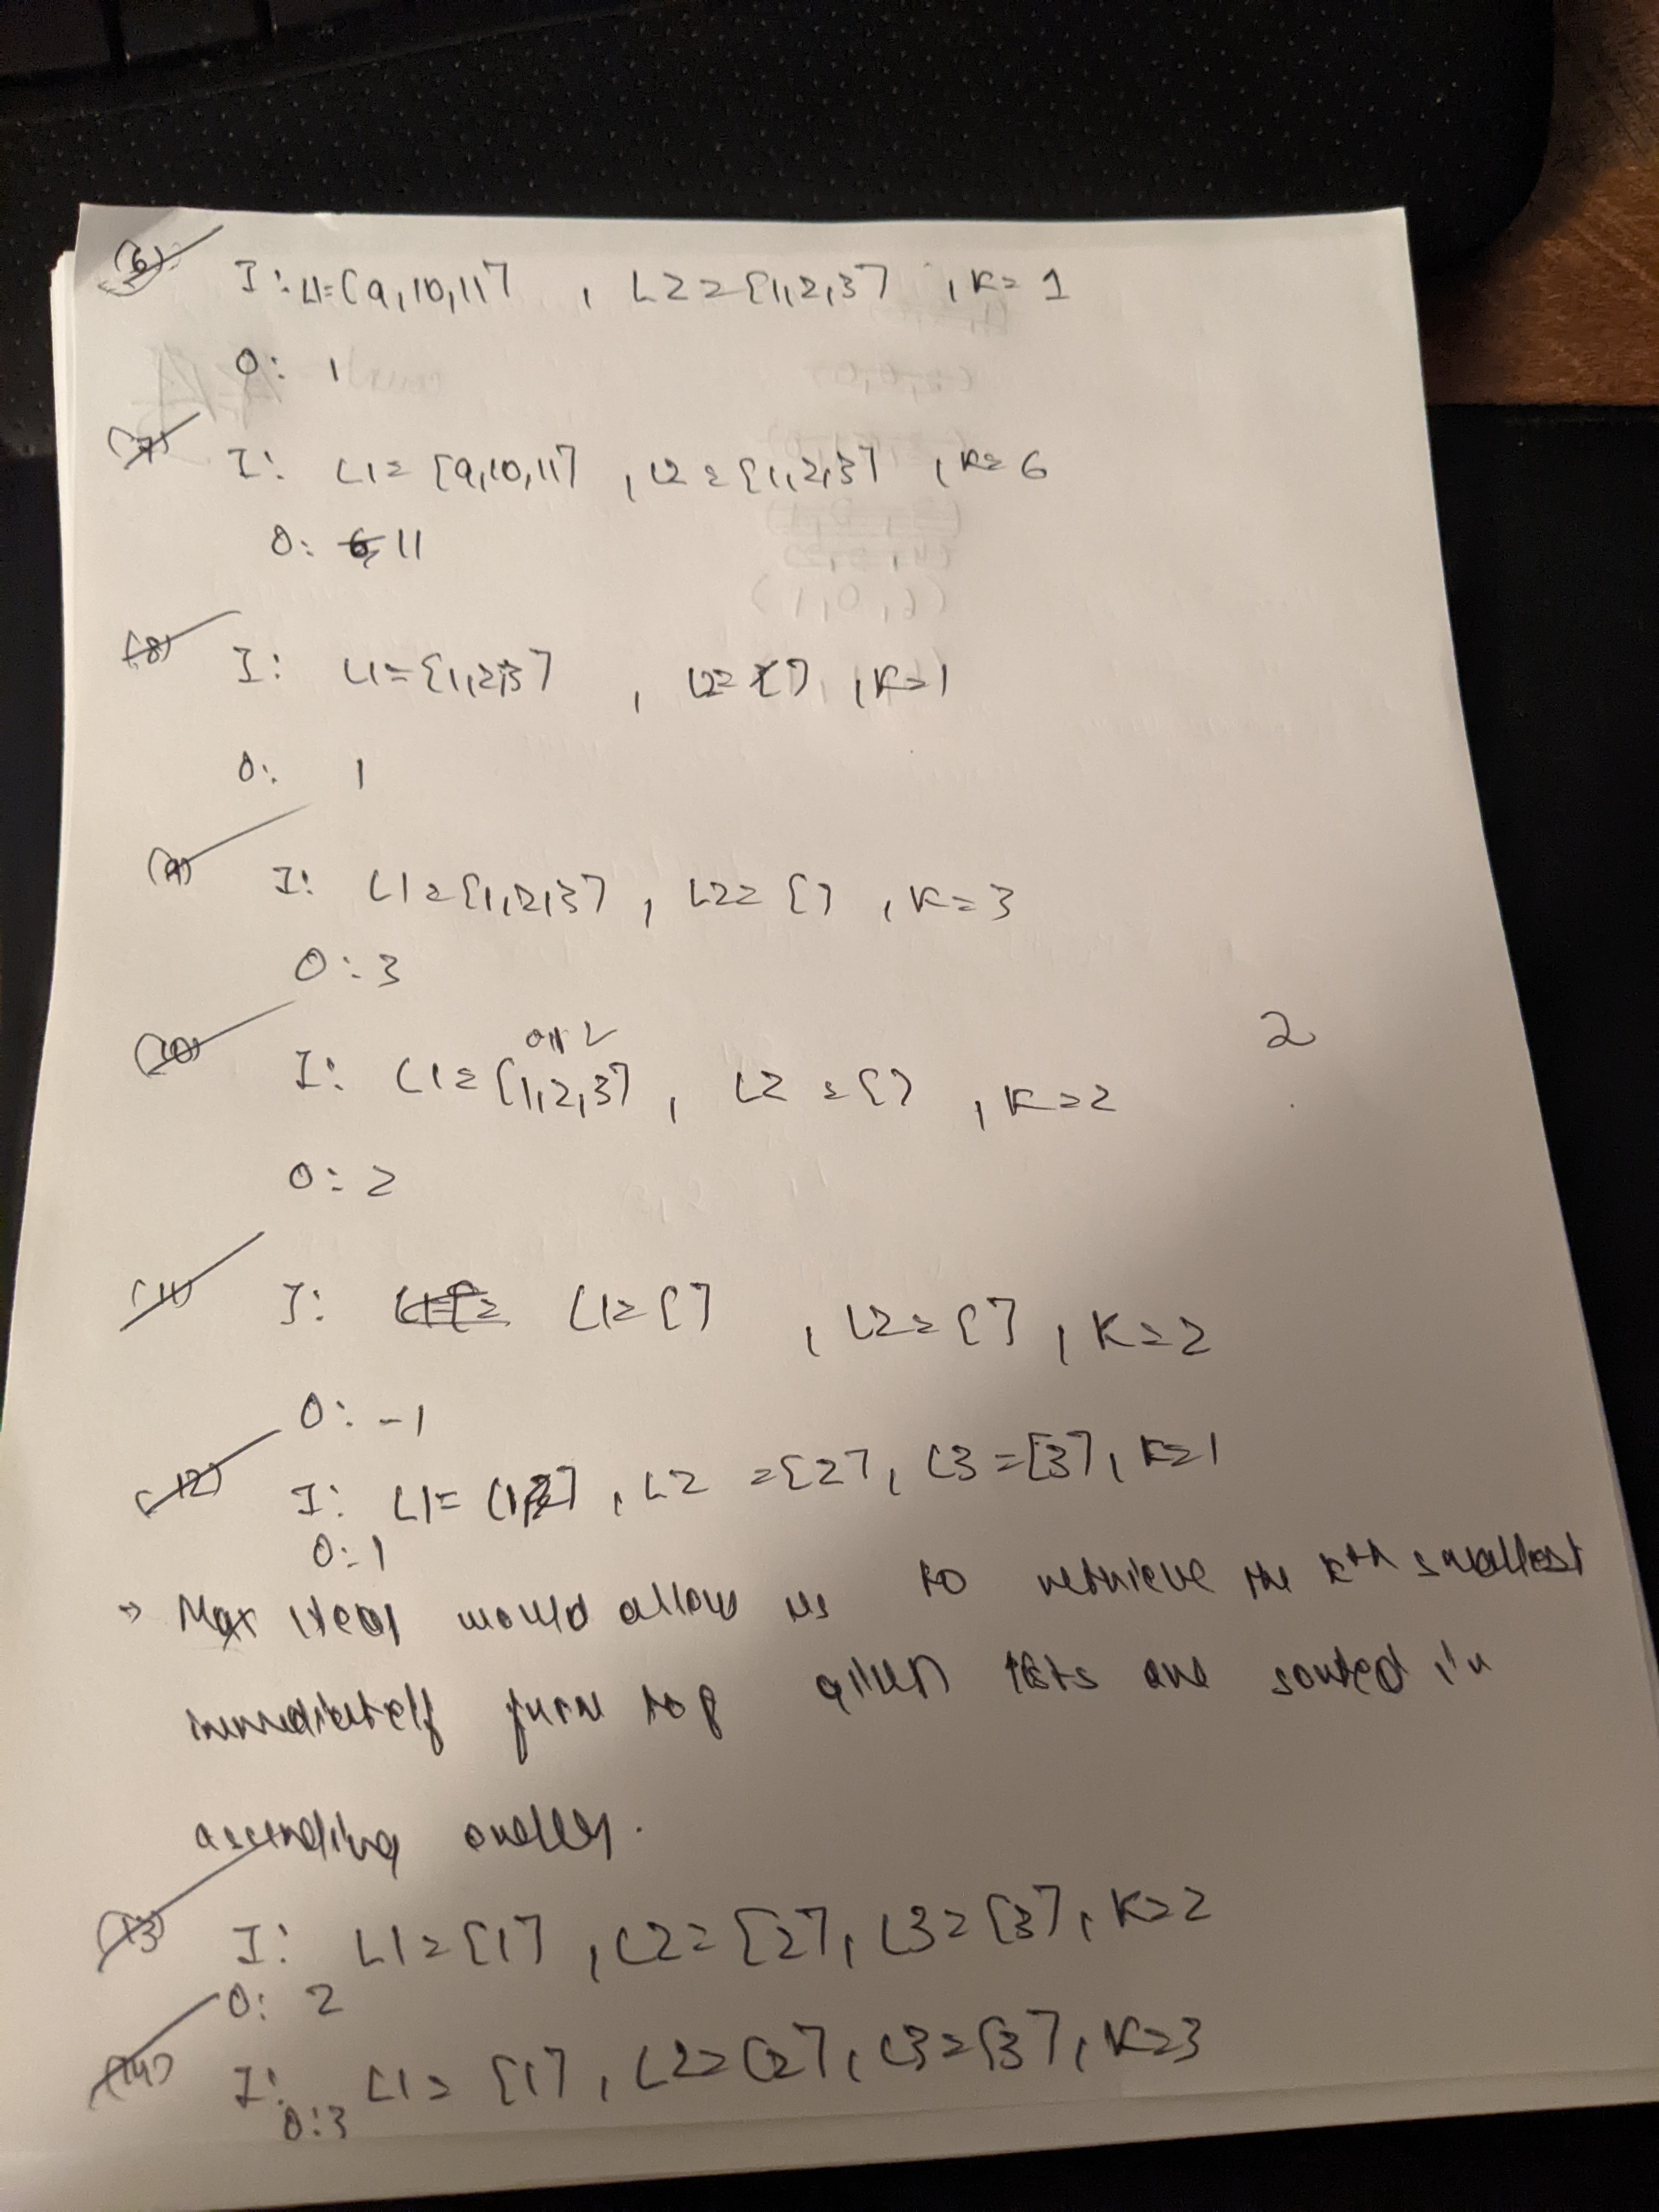 (6) I: L1=[9,10,11] , L2=[1,2,3] , K=1
O: 1
(7) I: L1=[9,10,11] , L2=[1,2,3] , K=6
O: 6 11
(8) I: L1=[1,2,3] , L2=[] , K=1
O: 1
(9) I: L1=[1,2,3] , L2=[] , K=3
O: 3
0 1 2
(10) I: L1=[1,2,3] , L2=[] , K=2
2
O: 2
(11) I: L1=[] , L2=[] , K=2
O: -1
(12) I: L1=[1] , L2=[2] , L3=[3] , K=1
O: 1
→ Max Heap would allow us to retrieve the kth smallest
immediately from top given lists are sorted in
ascending order.
(13) I: L1=[1] , L2=[2] , L3=[3] , K=2
O: 2
(14) I: L1=[1] , L2=[2] , L3=[3] , K=3
O: 3